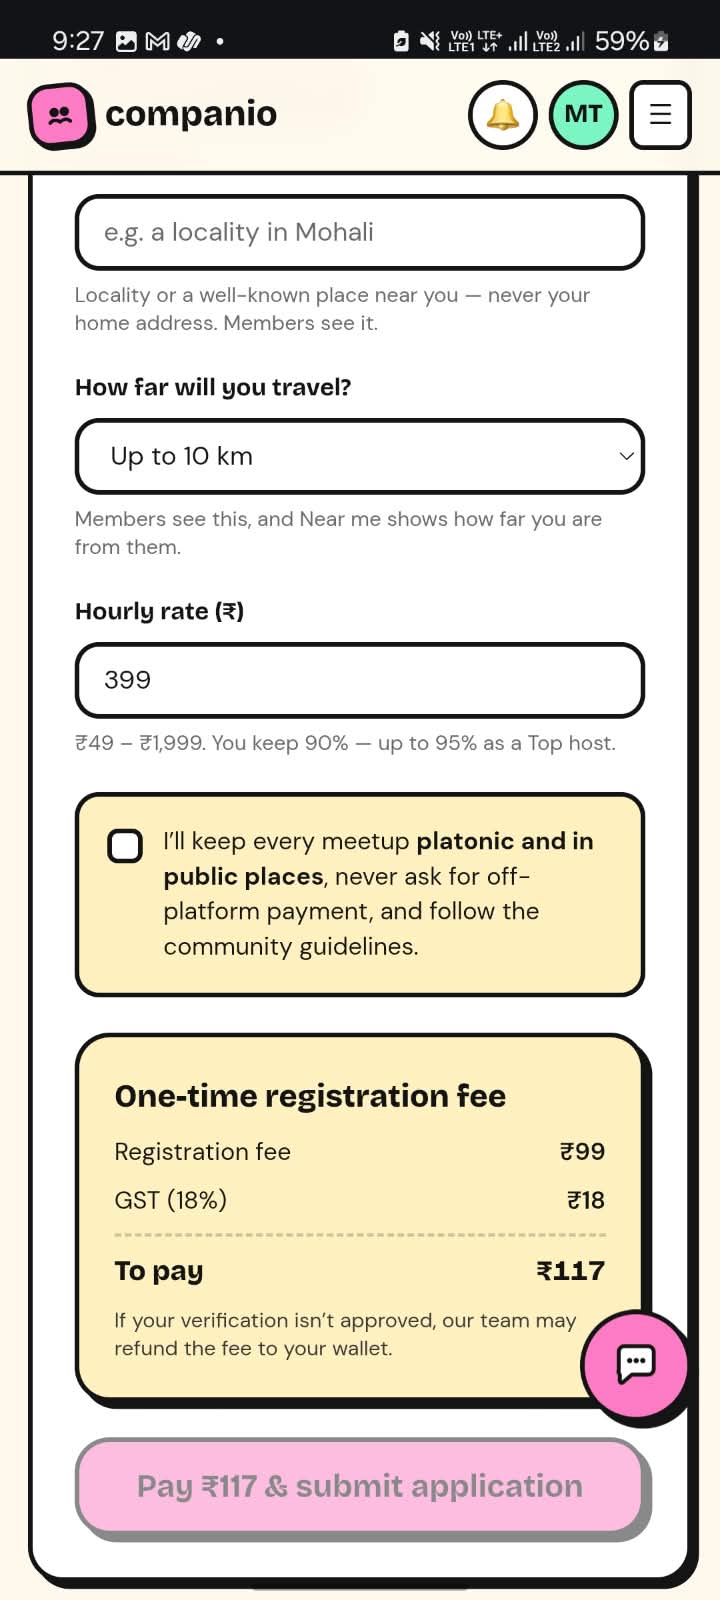 9:27
Vo)) LTE+
LTE1
Vo))
LTE2
59%
companio
MT
e.g. a locality in Mohali
Locality or a well-known place near you — never your
home address. Members see it.
How far will you travel?
Up to 10 km
Members see this, and Near me shows how far you are
from them.
Hourly rate (₹)
399
₹49 – ₹1,999. You keep 90% — up to 95% as a Top host.
I’ll keep every meetup platonic and in
public places, never ask for off-
platform payment, and follow the
community guidelines.
One-time registration fee
Registration fee ₹99
GST (18%) ₹18
To pay ₹117
If your verification isn’t approved, our team may
refund the fee to your wallet.
Pay ₹117 & submit application